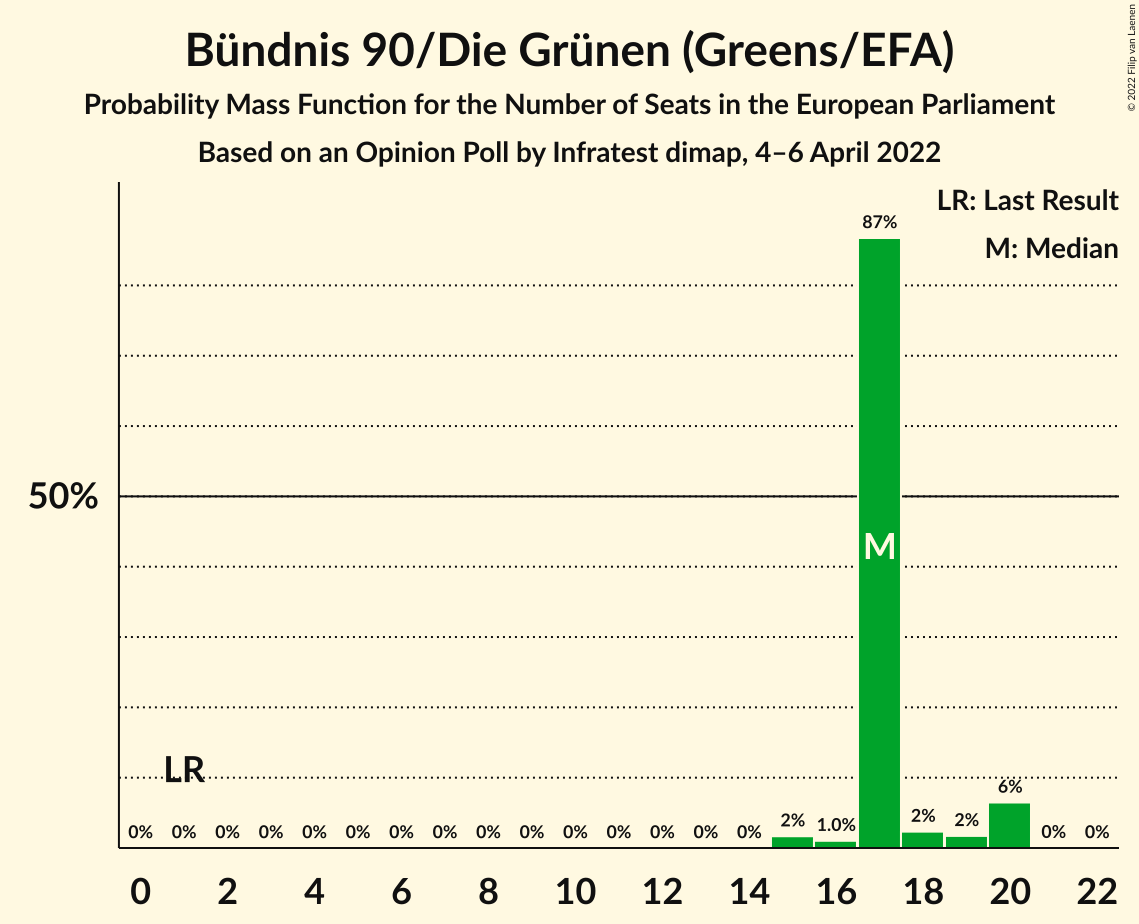 Bündnis 90/Die Grünen (Greens/EFA)
Probability Mass Function for the Number of Seats in the European Parliament
Based on an Opinion Poll by Infratest dimap, 4–6 April 2022
© 2022 Filip van Laenen
LR: Last Result
M: Median
87%
50%
M
LR
0% 0% 0% 0% 0% 0% 0% 0% 0% 0% 0% 0% 0% 0% 0% 2% 1.0% 2% 2% 6% 0% 0%
0 2 4 6 8 10 12 14 16 18 20 22